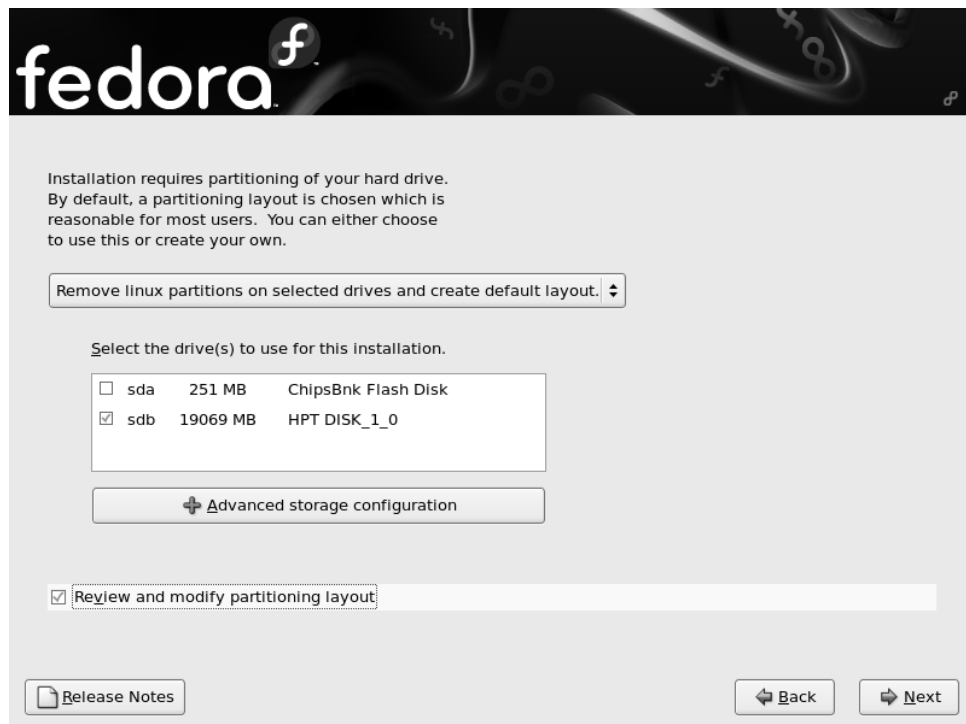 fedora
Installation requires partitioning of your hard drive.
By default, a partitioning layout is chosen which is
reasonable for most users.  You can either choose
to use this or create your own.
Remove linux partitions on selected drives and create default layout.
Select the drive(s) to use for this installation.
sda 251 MB ChipsBnk Flash Disk
sdb 19069 MB HPT DISK_1_0
Advanced storage configuration
Review and modify partitioning layout
Release Notes
Back
Next